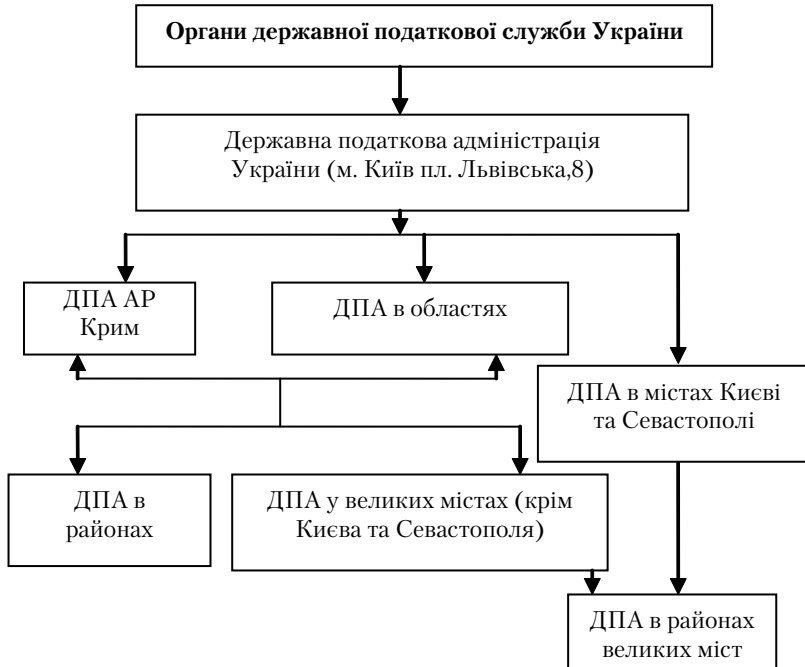 Органи державної податкової служби України
Державна податкова адміністрація
України (м. Київ пл. Львівська,8)
ДПА АР
Крим
ДПА в областях
ДПА в містах Києві
та Севастополі
ДПА в
районах
ДПА у великих містах (крім
Києва та Севастополя)
ДПА в районах
великих міст